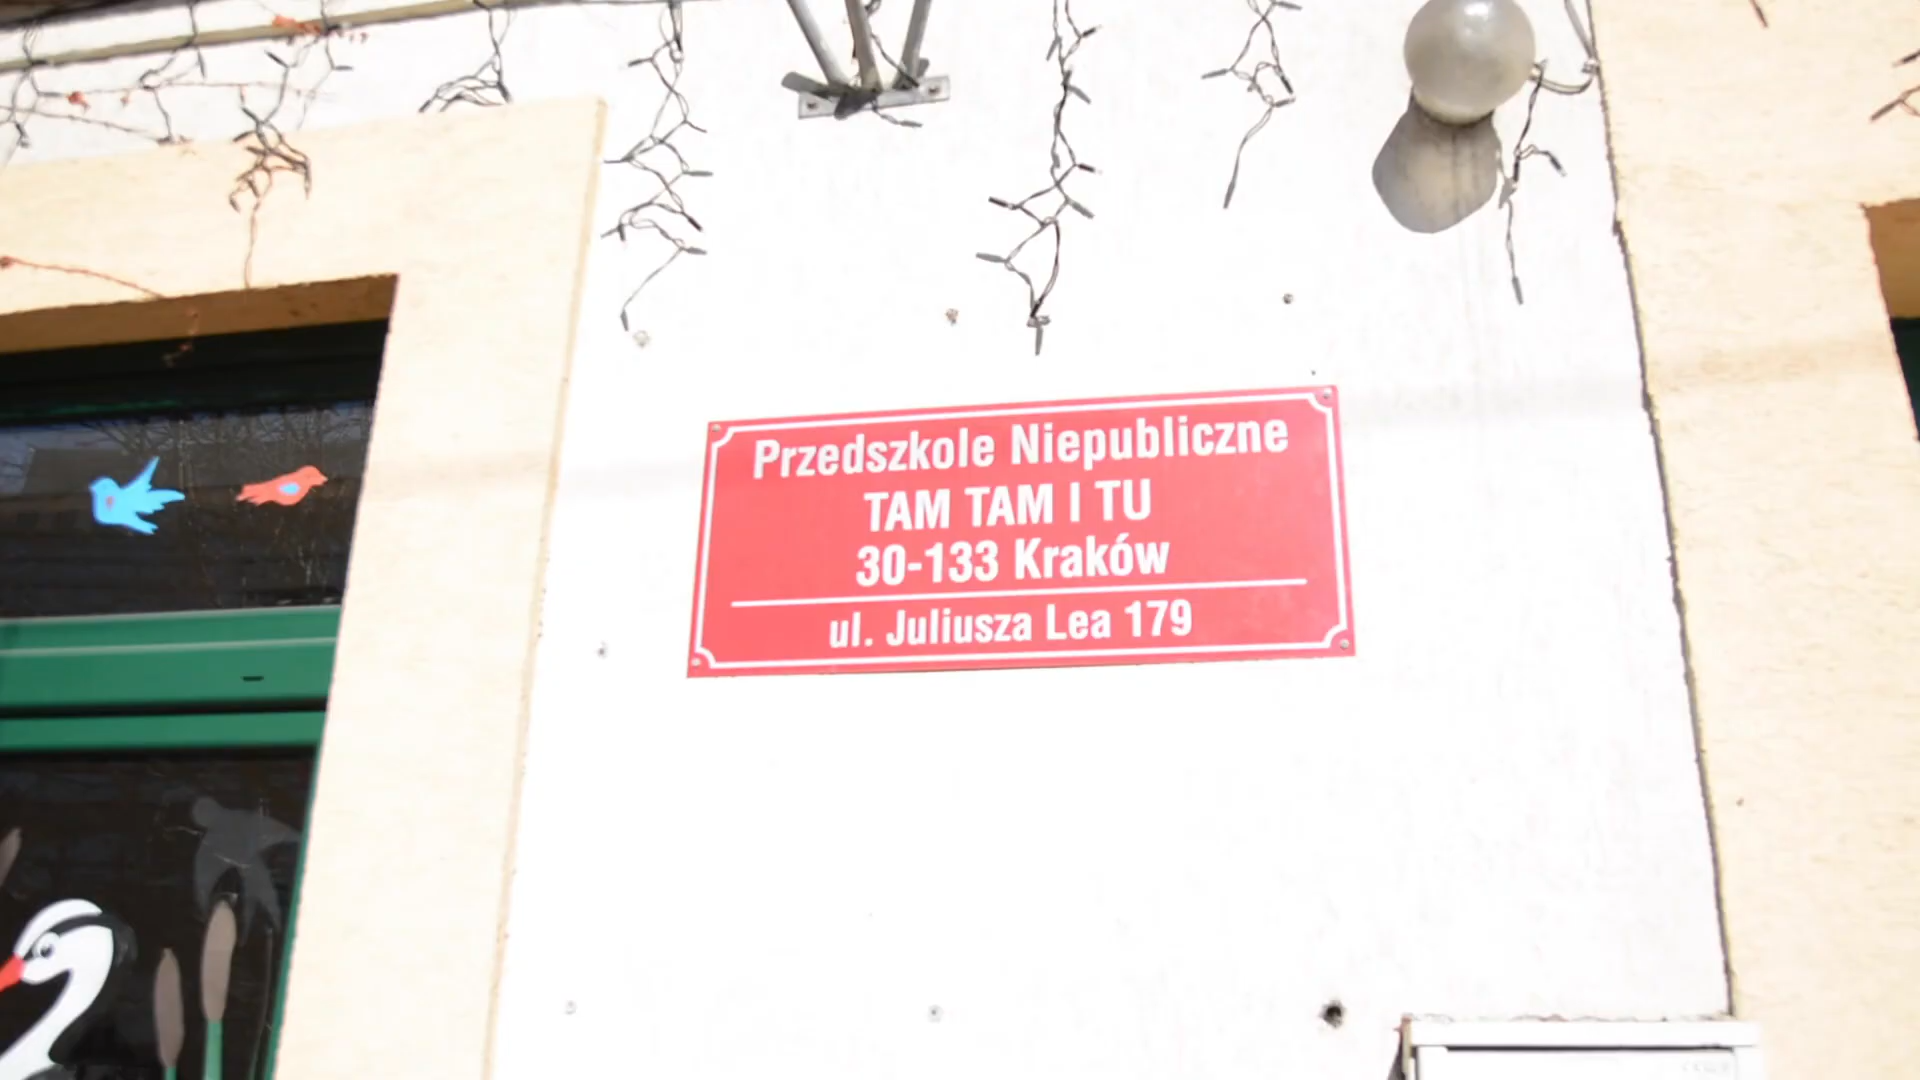 Przedszkole Niepubliczne
TAM TAM I TU
30-133 Kraków
ul. Juliusza Lea 179